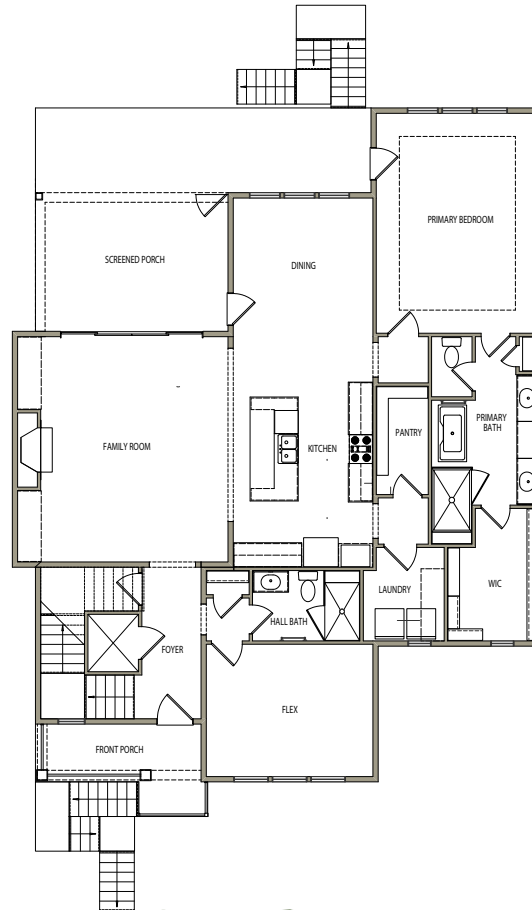 PRIMARY BEDROOM
SCREENED PORCH
DINING
PRIMARY
BATH
FAMILY ROOM
KITCHEN
PANTRY
LAUNDRY
WIC
HALL BATH
FOYER
FLEX
FRONT PORCH